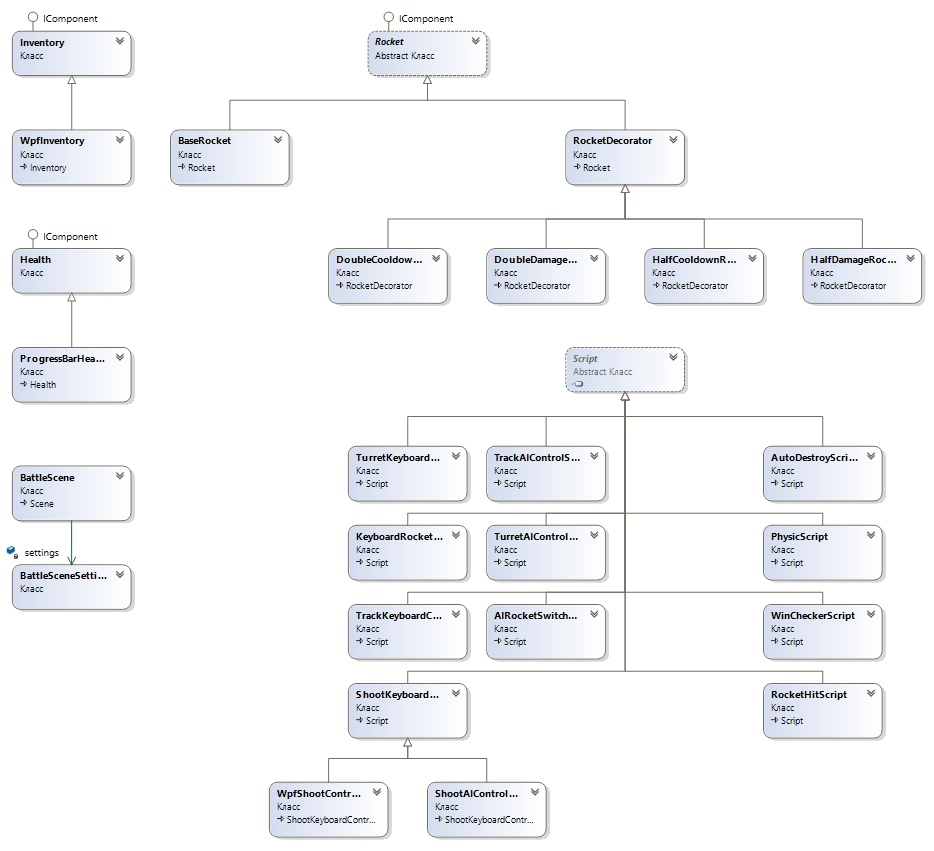 IComponent
Inventory
Класс
WpfInventory
Класс
Inventory
IComponent
Health
Класс
ProgressBarHea...
Класс
Health
BattleScene
Класс
Scene
settings
BattleSceneSetti...
Класс
IComponent
Rocket
Abstract Класс
BaseRocket
Класс
Rocket
RocketDecorator
Класс
Rocket
DoubleCooldow...
Класс
RocketDecorator
DoubleDamage...
Класс
RocketDecorator
HalfCooldownR...
Класс
RocketDecorator
HalfDamageRoc...
Класс
RocketDecorator
Script
Abstract Класс
TurretKeyboard...
Класс
Script
TrackAIControlS...
Класс
Script
AutoDestroyScri...
Класс
Script
KeyboardRocket...
Класс
Script
TurretAIControl...
Класс
Script
PhysicScript
Класс
Script
TrackKeyboardC...
Класс
Script
AIRocketSwitch...
Класс
Script
WinCheckerScript
Класс
Script
ShootKeyboard...
Класс
Script
RocketHitScript
Класс
Script
WpfShootContr...
Класс
ShootKeyboardContr...
ShootAIControl...
Класс
ShootKeyboardContr...